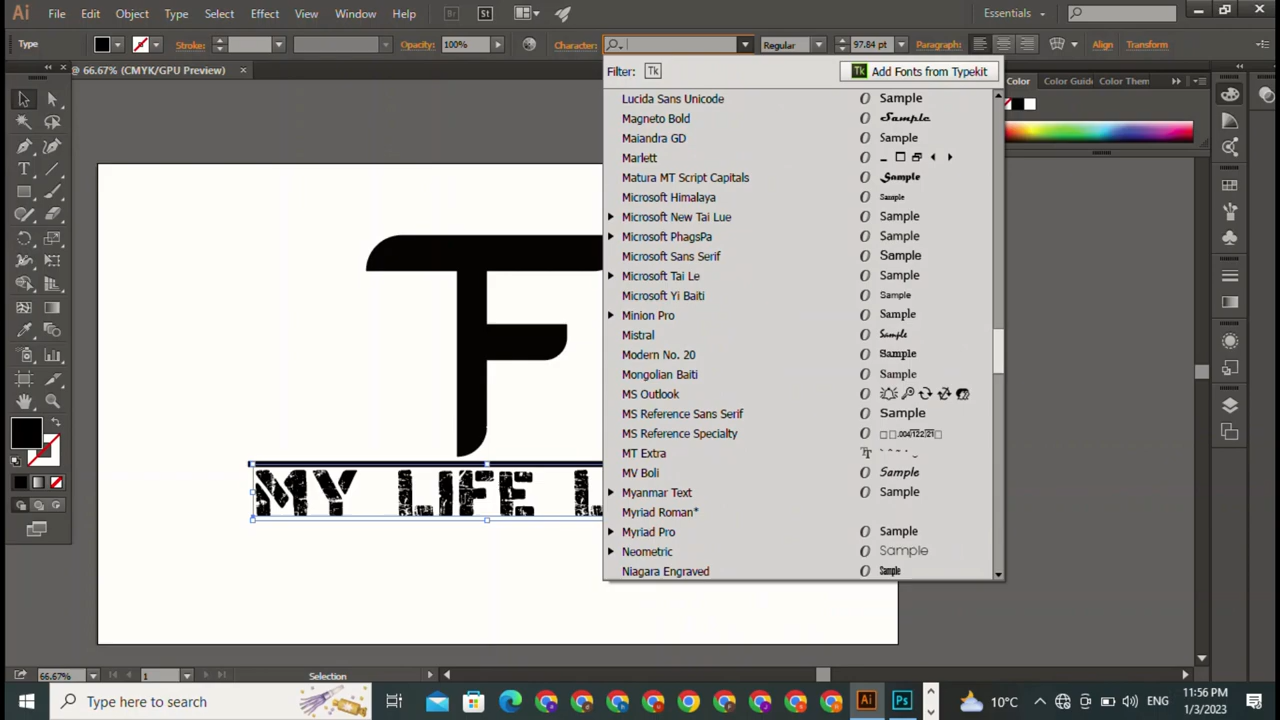 Ai File Edit Object Type Select Effect View Window Help Br St Essentials
Type Stroke: Opacity: 100% Character: Regular 97.84 pt Paragraph: Align Transform
@ 66.67% (CMYK/GPU Preview)
Filter: Tk Tk Add Fonts from Typekit
Color Color Guide Color Them
Lucida Sans Unicode O Sample
Magneto Bold O Sample
Maiandra GD O Sample
Marlett O
Matura MT Script Capitals O Sample
Microsoft Himalaya O Sample
Microsoft New Tai Lue O Sample
Microsoft PhagsPa O Sample
Microsoft Sans Serif O Sample
Microsoft Tai Le O Sample
Microsoft Yi Baiti O Sample
Minion Pro O Sample
Mistral O Sample
Modern No. 20 O Sample
Mongolian Baiti O Sample
MS Outlook O
MS Reference Sans Serif O Sample
MS Reference Specialty O
MT Extra
MV Boli O Sample
Myanmar Text O Sample
Myriad Roman*
Myriad Pro O Sample
Neometric O Sample
Niagara Engraved O Sample
F
MY LIFE
66.67% 1 Selection
Type here to search Ai Ps 10°C ENG 11:56 PM
1/3/2023